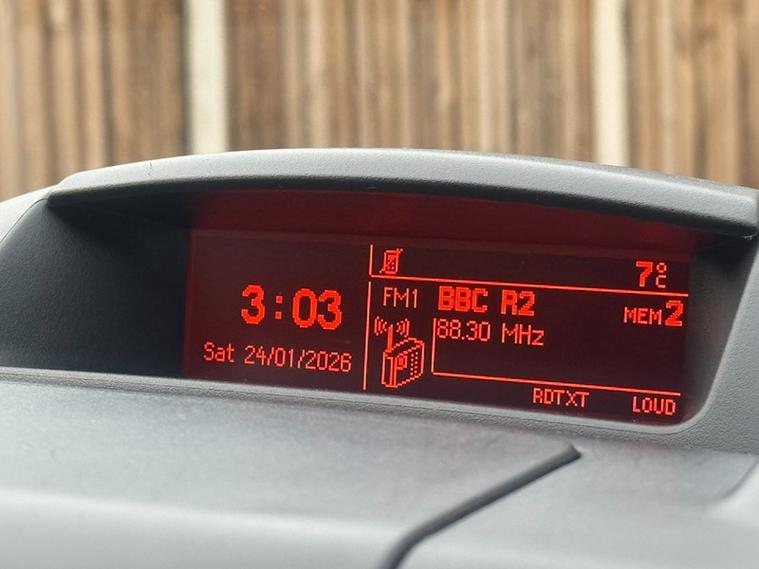 7°C
3:03
FM1 BBC R2 MEM2
88.30 MHz
Sat 24/01/2026
RDTXT LOUD